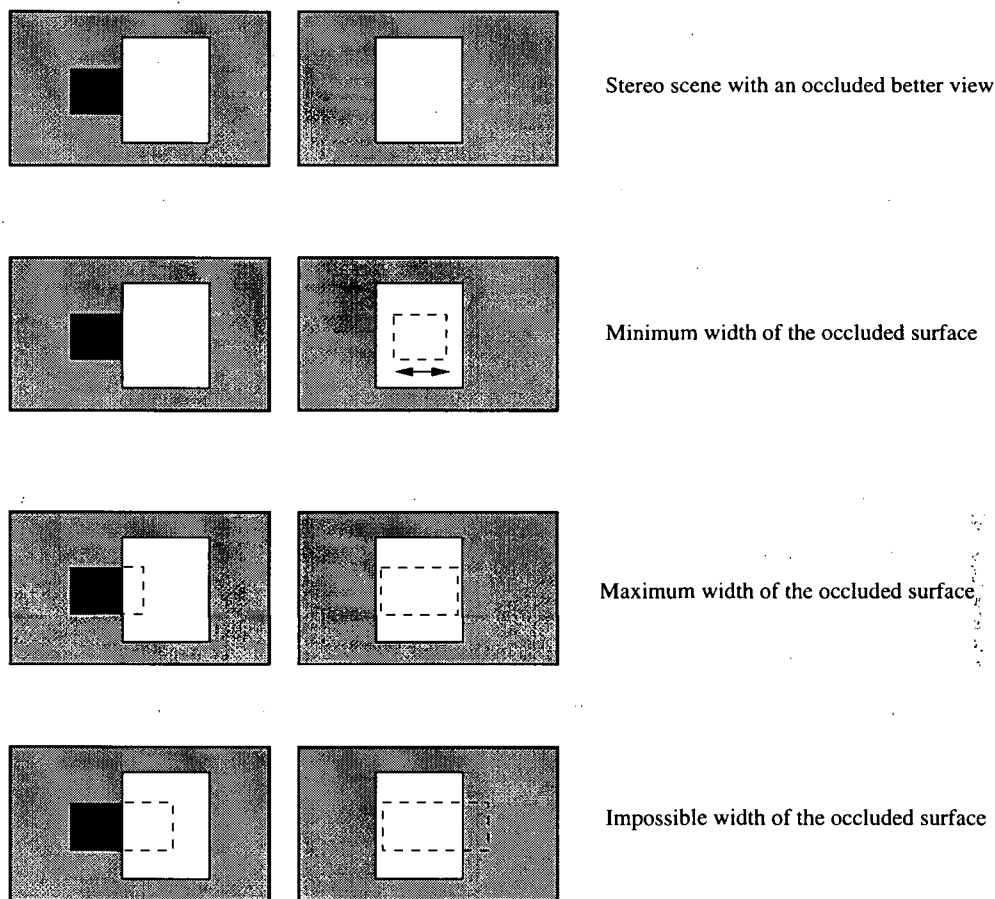 Stereo scene with an occluded better view
Minimum width of the occluded surface
Maximum width of the occluded surface
Impossible width of the occluded surface